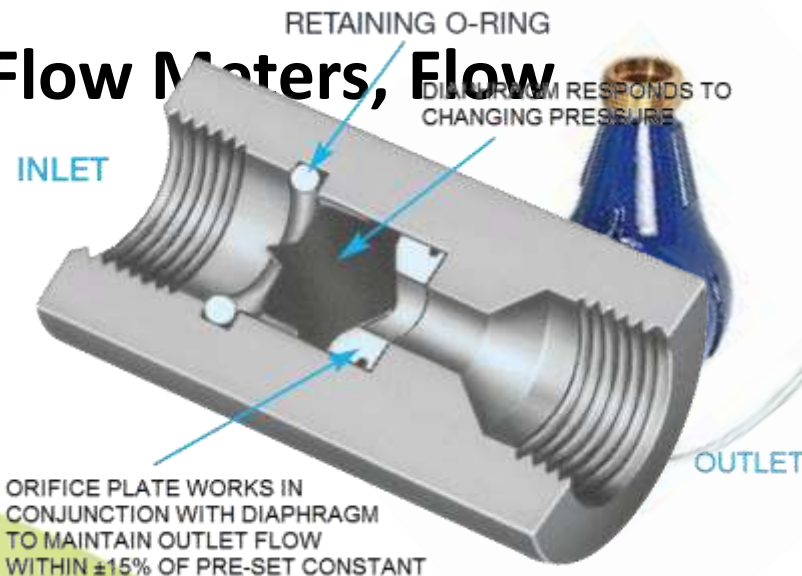 RETAINING O-RING
Flow Meters, Flow
DIAPHRAGM RESPONDS TO
CHANGING PRESSURE
INLET
OUTLET
ORIFICE PLATE WORKS IN
CONJUNCTION WITH DIAPHRAGM
TO MAINTAIN OUTLET FLOW
WITHIN ±15% OF PRE-SET CONSTANT